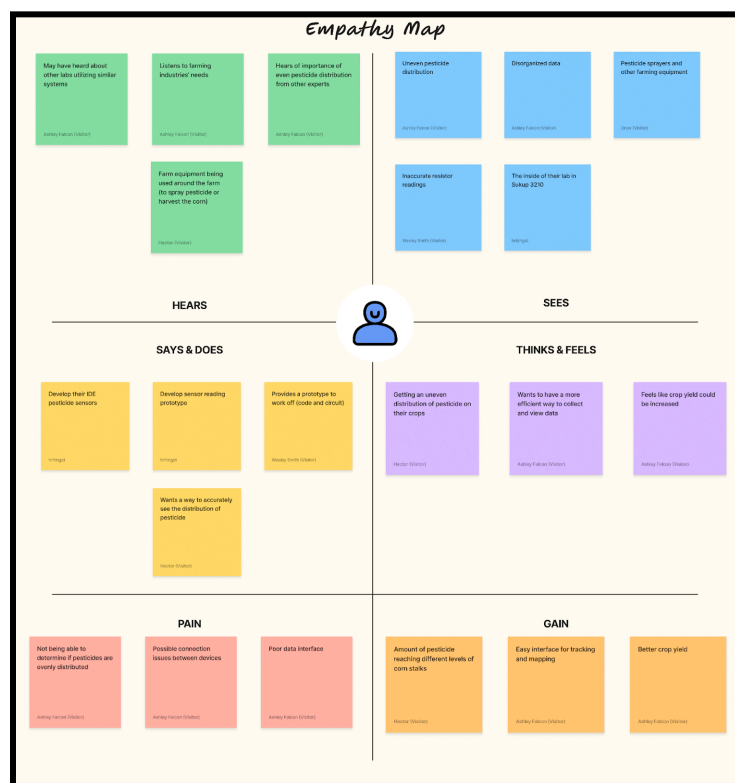 Empathy Map
May have heard about
other labs utilizing similar
systems
Ashley Falcon (Visitor)
Listens to farming
industries' needs
Ashley Falcon (Visitor)
Hears of importance of
even pesticide distribution
from other experts
Ashley Falcon (Visitor)
Farm equipment being
used around the farm
(to spray pesticide or
harvest the corn)
Hector (Visitor)
HEARS
Uneven pesticide
distribution
Ashley Falcon (Visitor)
Disorganized data
Ashley Falcon (Visitor)
Pesticide sprayers and
other farming equipment
(Visitor)
Inaccurate resistor
readings
Wesley Smith (Visitor)
The inside of their lab in
Sukup 3210
SEES
SAYS & DOES
Develop their IDE
pesticide sensors
Develop sensor reading
prototype
Provides a prototype to
work off (code and circuit)
Wesley Smith (Visitor)
Wants a way to accurately
see the distribution of
pesticide
Hector (Visitor)
THINKS & FEELS
Getting an uneven
distribution of pesticide on
their crops
Hector (Visitor)
Wants to have a more
efficient way to collect
and view data
Ashley Falcon (Visitor)
Feels like crop yield could
be increased
Ashley Falcon (Visitor)
PAIN
Not being able to
determine if pesticides are
evenly distributed
Ashley Falcon (Visitor)
Possible connection
issues between devices
Ashley Falcon (Visitor)
Poor data interface
Ashley Falcon (Visitor)
GAIN
Amount of pesticide
reaching different levels of
corn stalks
Hector (Visitor)
Easy interface for tracking
and mapping
Ashley Falcon (Visitor)
Better crop yield
Ashley Falcon (Visitor)